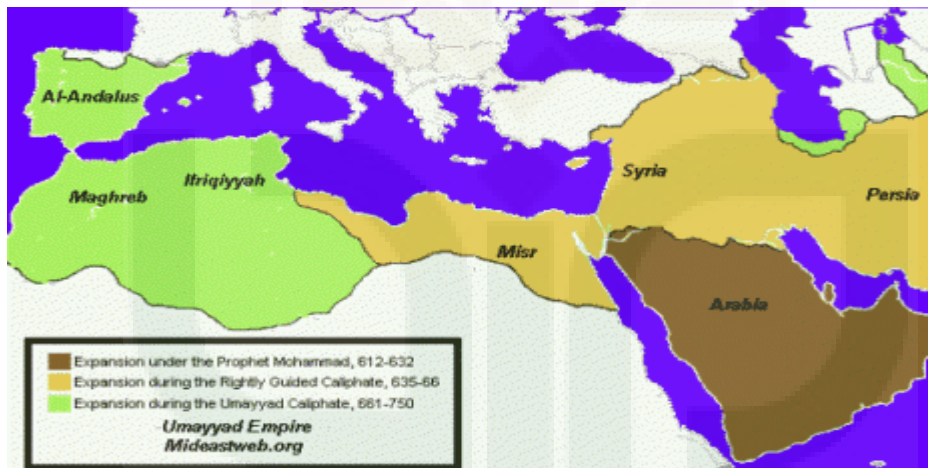 Al-Andalus
Syria
Ifriqiyyah
Maghreb
Persia
Misr
Arabia
Expansion under the Prophet Mohammad, 612-632
Expansion during the Rightly Guided Caliphate, 635-66
Expansion during the Umayyad Caliphate, 661-750
Umayyad Empire
Mideastweb.org